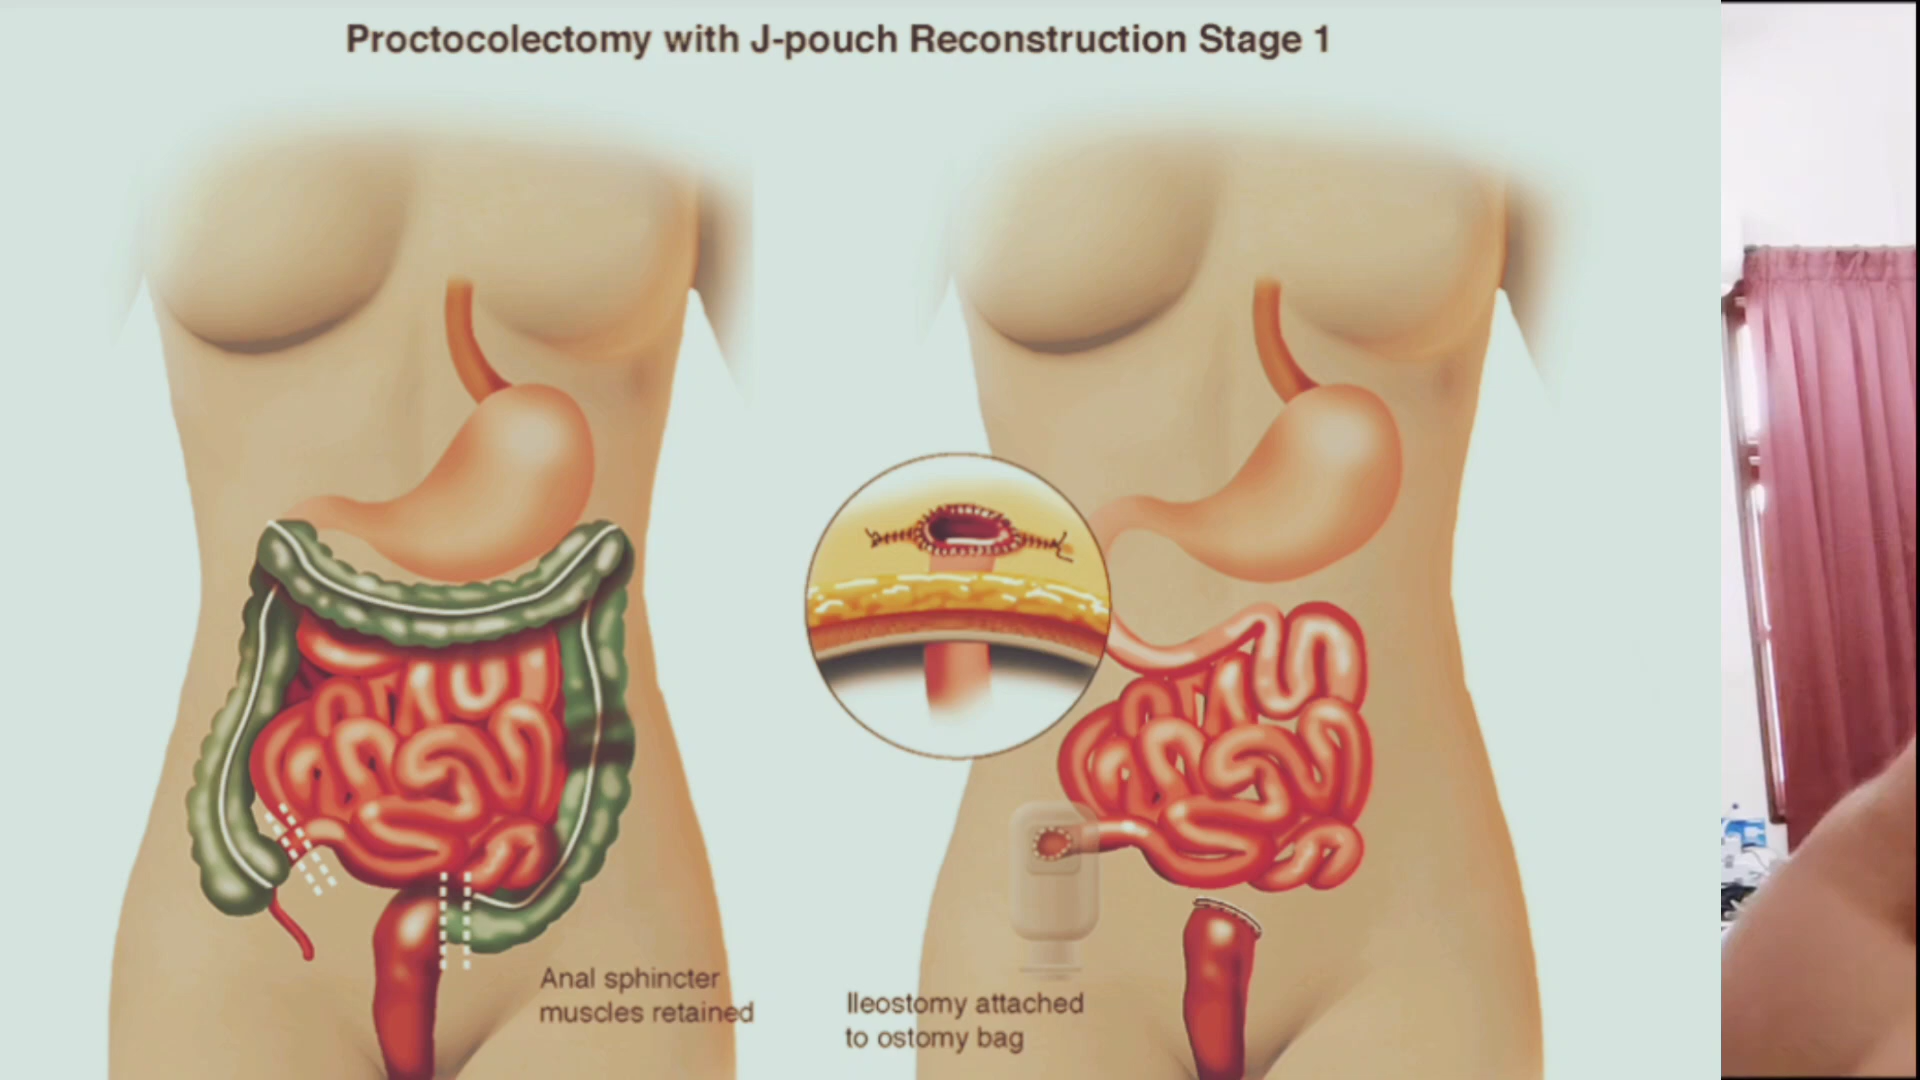 Proctocolectomy with J-pouch Reconstruction Stage 1
Anal sphincter
muscles retained
Ileostomy attached
to ostomy bag